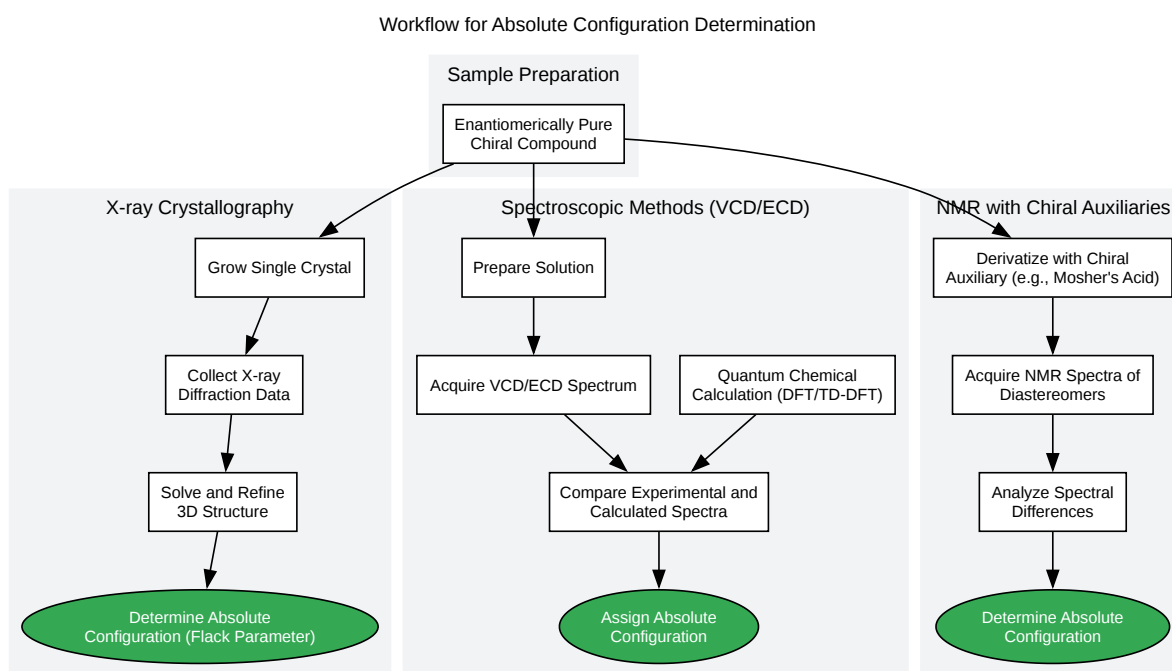 Workflow for Absolute Configuration Determination
Sample Preparation
Enantiomerically Pure
Chiral Compound
X-ray Crystallography
Grow Single Crystal
Collect X-ray
Diffraction Data
Solve and Refine
3D Structure
Determine Absolute
Configuration (Flack Parameter)
Spectroscopic Methods (VCD/ECD)
Prepare Solution
Acquire VCD/ECD Spectrum
Quantum Chemical
Calculation (DFT/TD-DFT)
Compare Experimental and
Calculated Spectra
Assign Absolute
Configuration
NMR with Chiral Auxiliaries
Derivatize with Chiral
Auxiliary (e.g., Mosher's Acid)
Acquire NMR Spectra of
Diastereomers
Analyze Spectral
Differences
Determine Absolute
Configuration